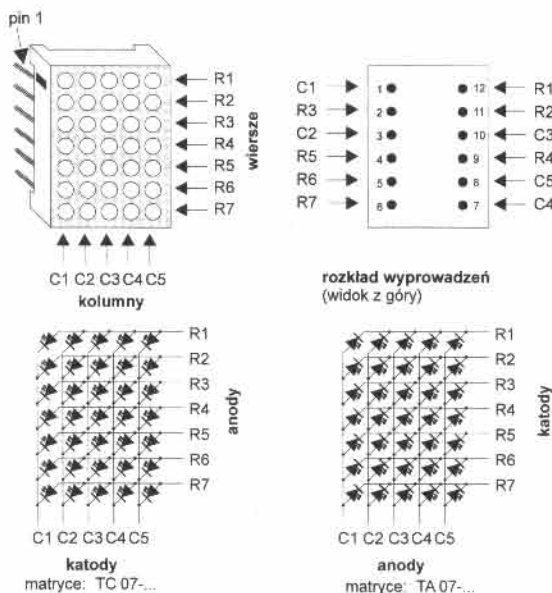 pin 1
R1
R2
R3
R4
R5
R6
R7
wiersze
C1 C2 C3 C4 C5
kolumny
C1 1 12 R1
R3 2 11 R2
C2 3 10 C3
R5 4 9 R4
R6 5 8 C5
R7 6 7 C4
rozkład wyprowadzeń
(widok z góry)
R1
R2
R3
R4
R5
R6
R7
anody
C1 C2 C3 C4 C5
katody
matryce: TC 07-...
R1
R2
R3
R4
R5
R6
R7
katody
C1 C2 C3 C4 C5
anody
matryce: TA 07-...